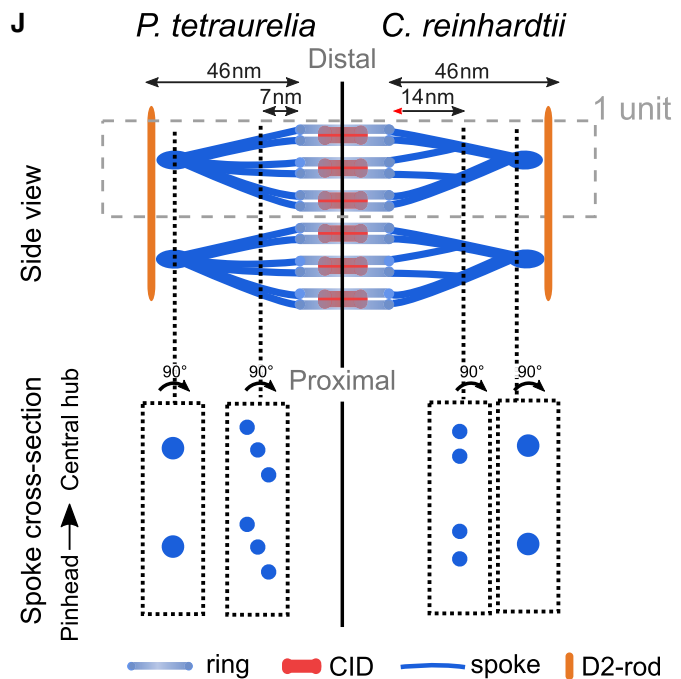 J
P. tetraurelia
C. reinhardtii
Distal
46nm
46nm
7nm
14nm
1 unit
Side view
90°
90°
Proximal
90°
90°
Spoke cross-section
Pinhead → Central hub
ring
CID
spoke
D2-rod